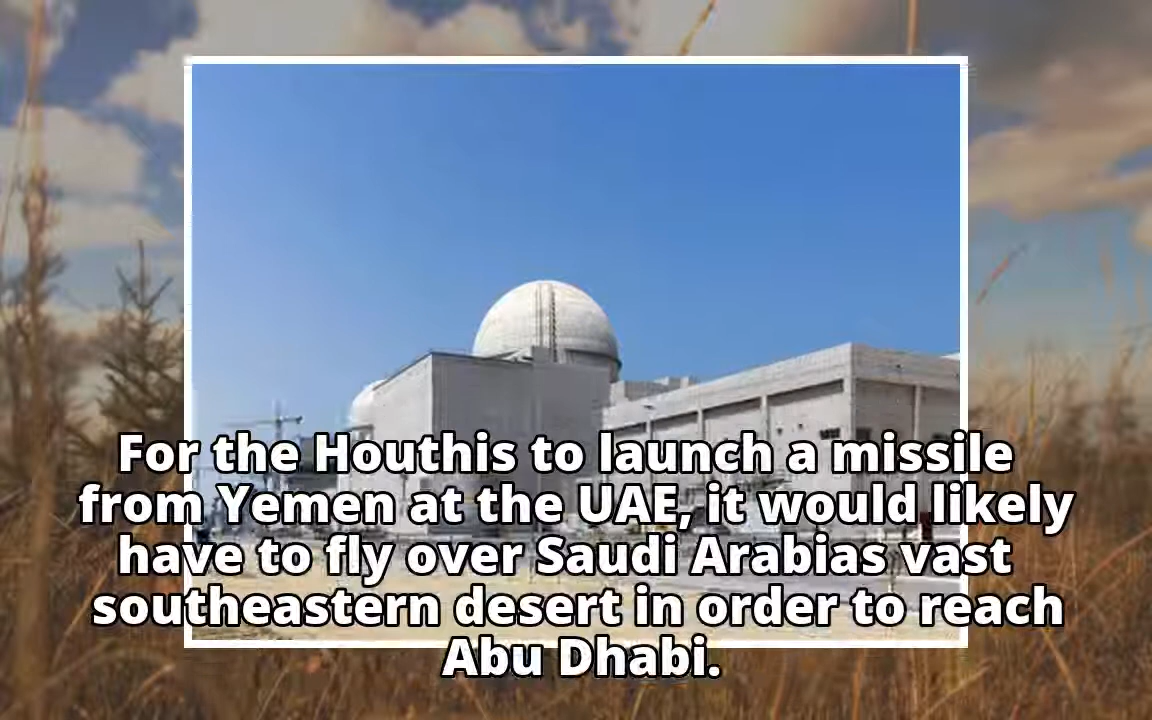 For the Houthis to launch a missile
from Yemen at the UAE, it would likely
have to fly over Saudi Arabias vast
southeastern desert in order to reach
Abu Dhabi.